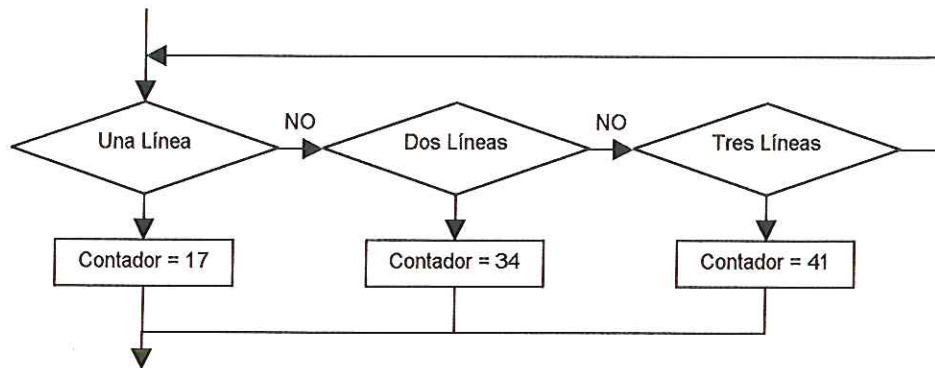 NO
NO
Una Línea
Dos Líneas
Tres Líneas
Contador = 17
Contador = 34
Contador = 41